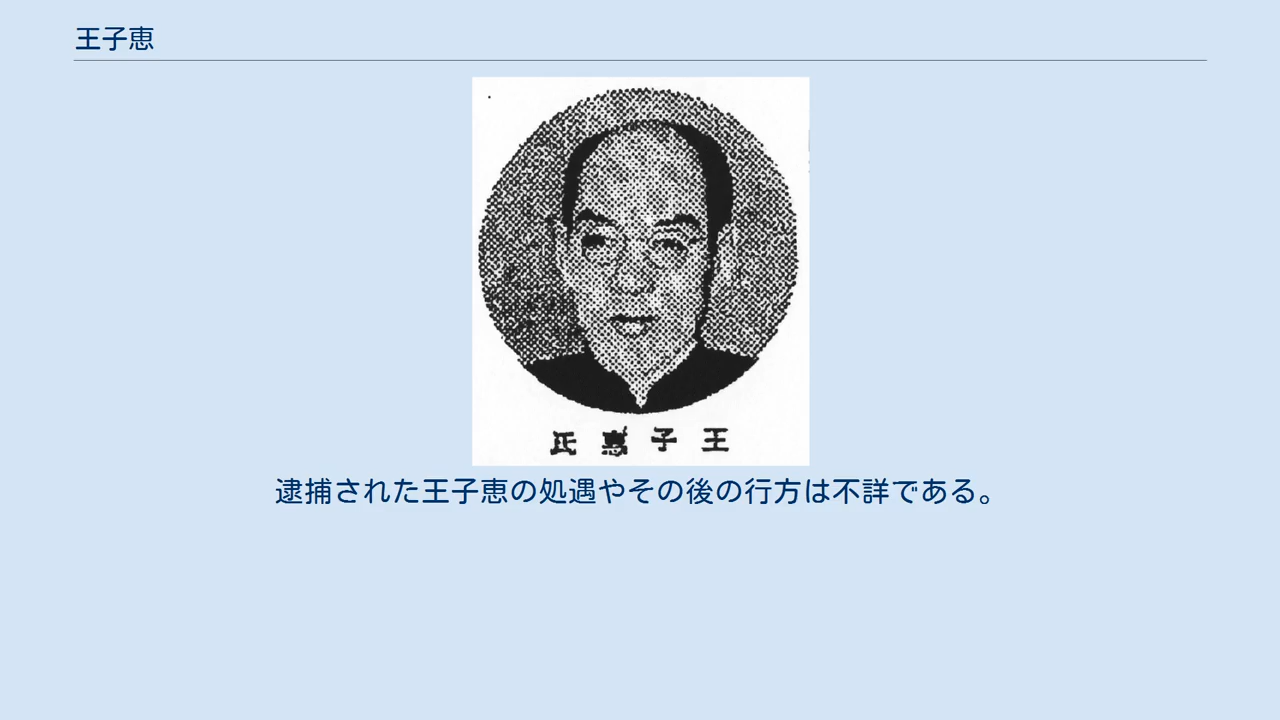 王子恵
王子惠氏
逮捕された王子恵の処遇やその後の行方は不詳である。